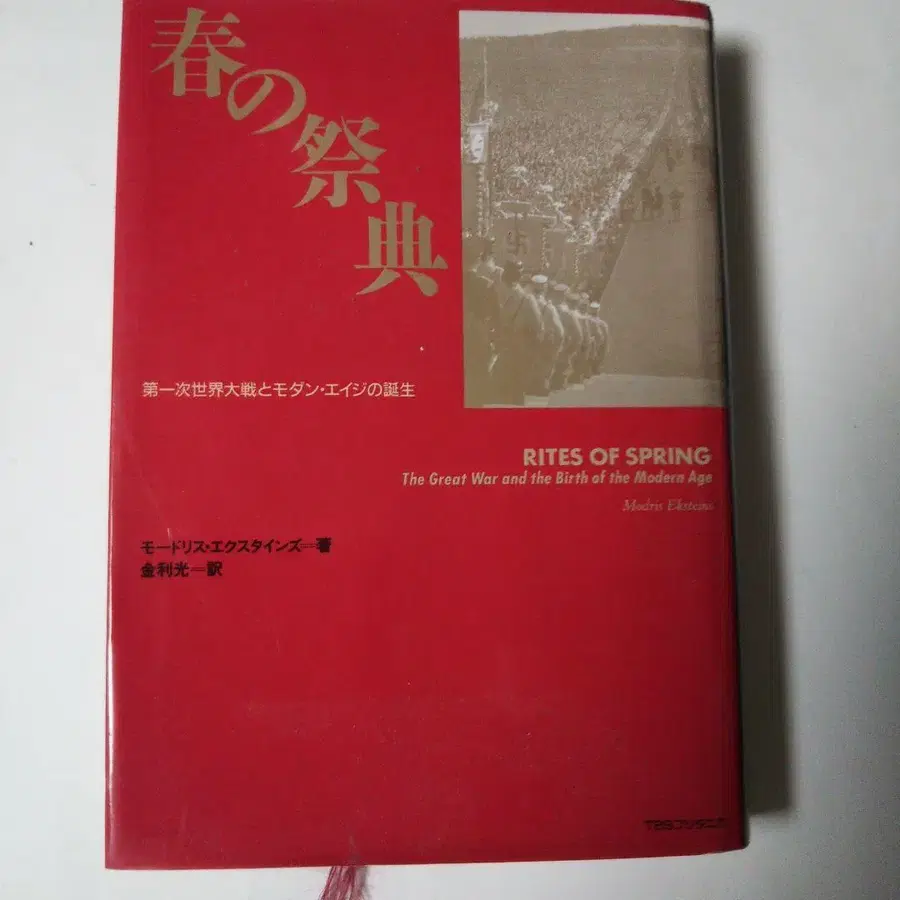 春の祭典
第一次世界大戦とモダン・エイジの誕生
RITES OF SPRING
The Great War and the Birth of the Modern Age
Modris Eksteins
モードリス・エクスタインズ=著
金利光=訳
TBSブリタニカ